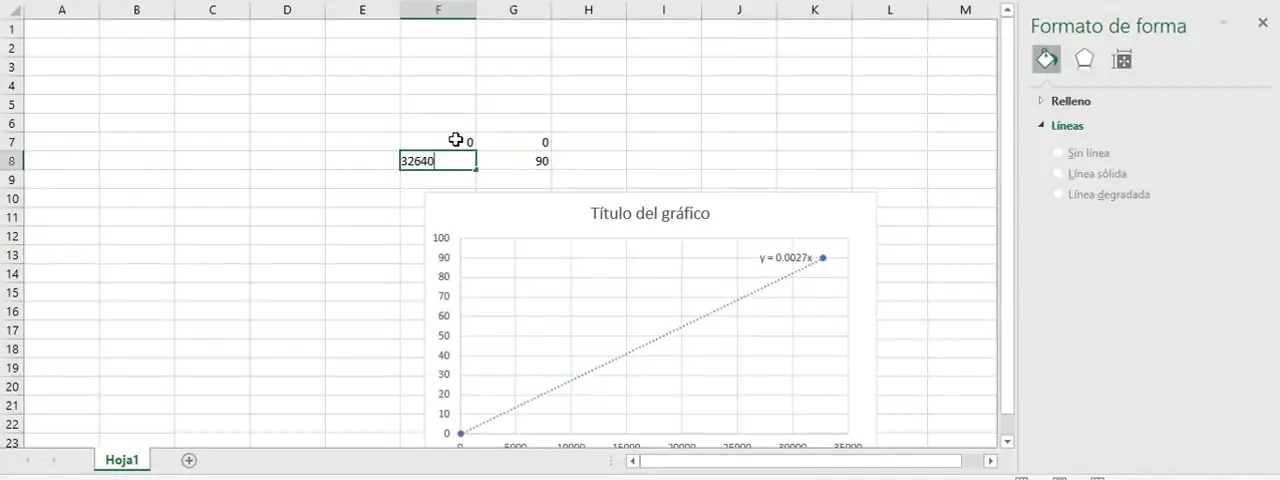 A B C D E F G H I J K L M
Formato de forma
1
2
3
4
5
6
7 0 0
8 32640 90
9
10
11
12
13
14
15
16
17
18
19
20
21
22
23
Título del gráfico
100
90
80
70
60
50
40
30
20
10
0
y = 0.0027x
0 5000 10000 15000 20000 25000 30000 35000
Relleno
Líneas
Sin línea
Línea sólida
Línea degradada
Hoja1